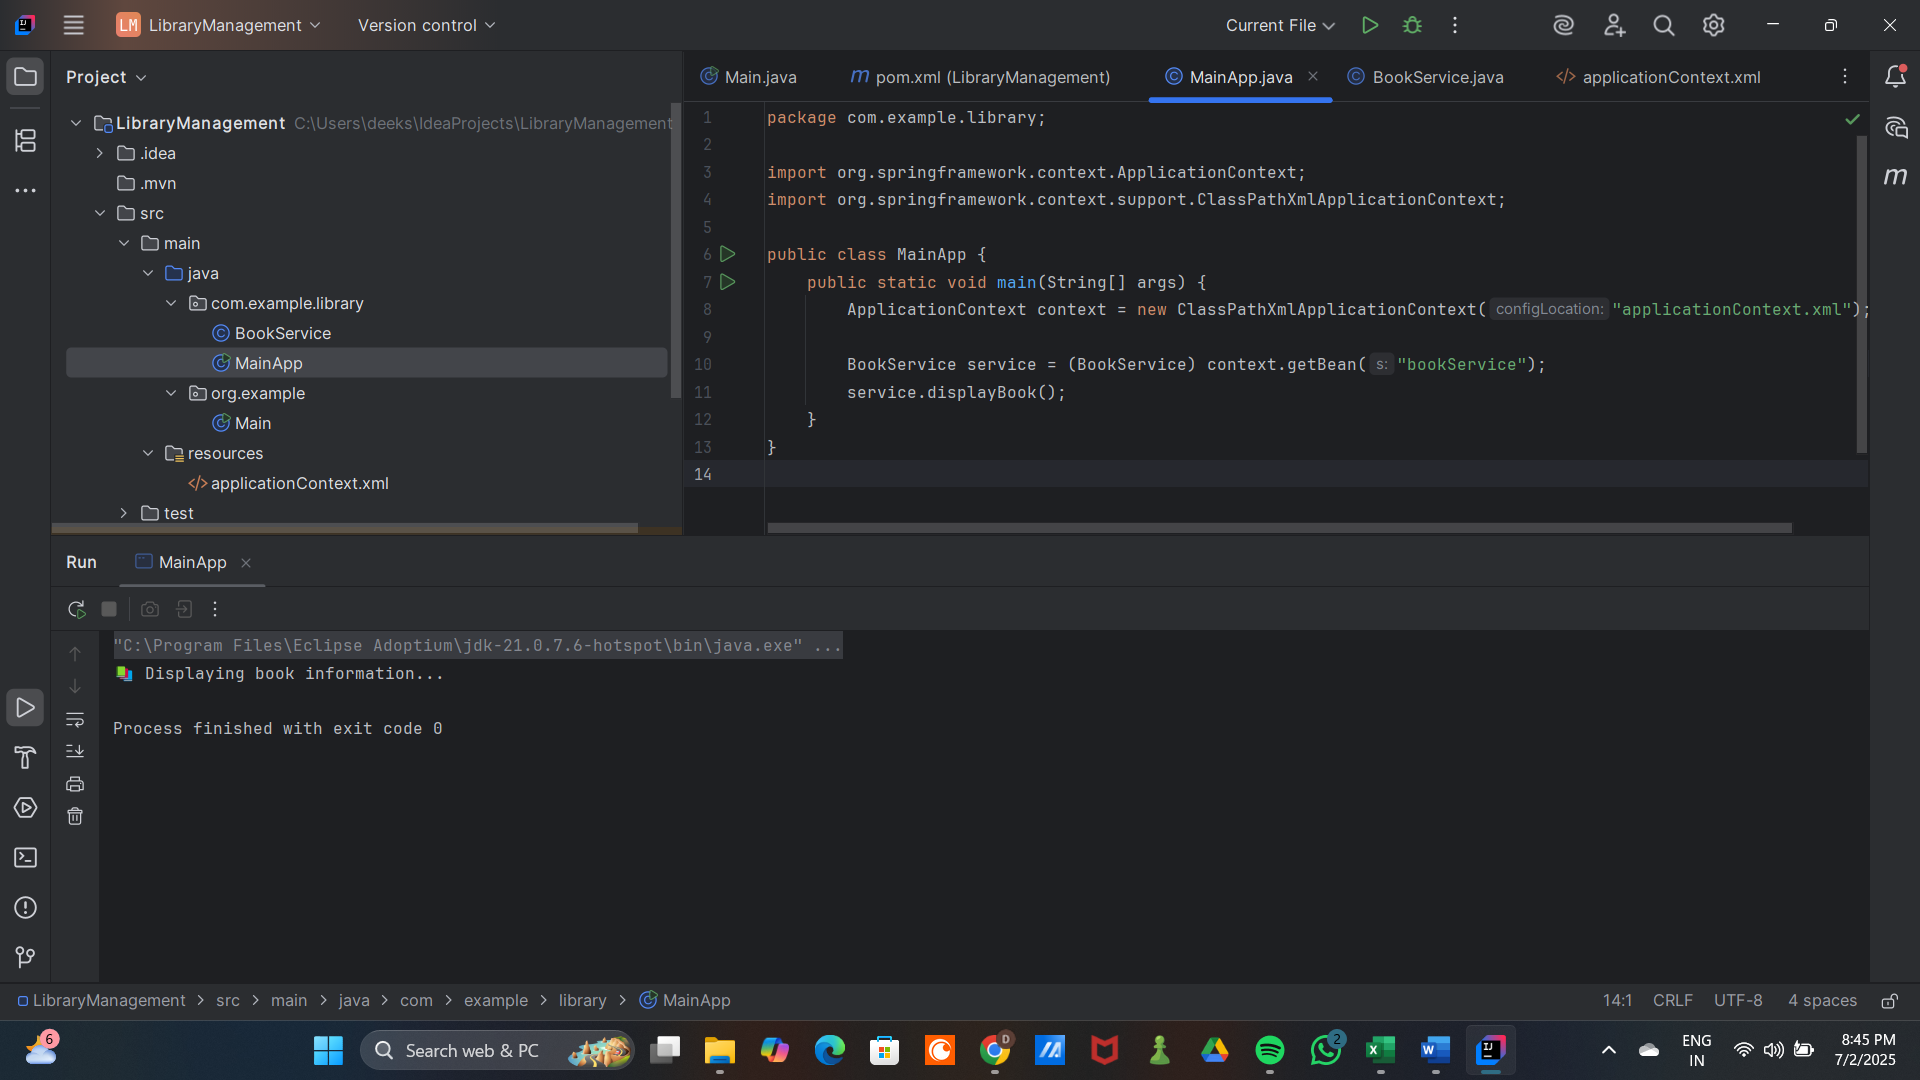 LM LibraryManagement Version control Current File
Project
LibraryManagement C:\Users\deeks\IdeaProjects\LibraryManagement
.idea
.mvn
src
main
java
com.example.library
BookService
MainApp
org.example
Main
resources
applicationContext.xml
test
Main.java pom.xml (LibraryManagement) MainApp.java BookService.java applicationContext.xml
1 package com.example.library;
2
3 import org.springframework.context.ApplicationContext;
4 import org.springframework.context.support.ClassPathXmlApplicationContext;
5
6 public class MainApp {
7 public static void main(String[] args) {
8 ApplicationContext context = new ClassPathXmlApplicationContext( configLocation: "applicationContext.xml");
9
10 BookService service = (BookService) context.getBean( s: "bookService");
11 service.displayBook();
12 }
13 }
14
Run MainApp
"C:\Program Files\Eclipse Adoptium\jdk-21.0.7.6-hotspot\bin\java.exe" ...
Displaying book information...
Process finished with exit code 0
LibraryManagement > src > main > java > com > example > library > MainApp 14:1 CRLF UTF-8 4 spaces
6 Search web & PC D 2 ENG 8:45 PM
IN 7/2/2025